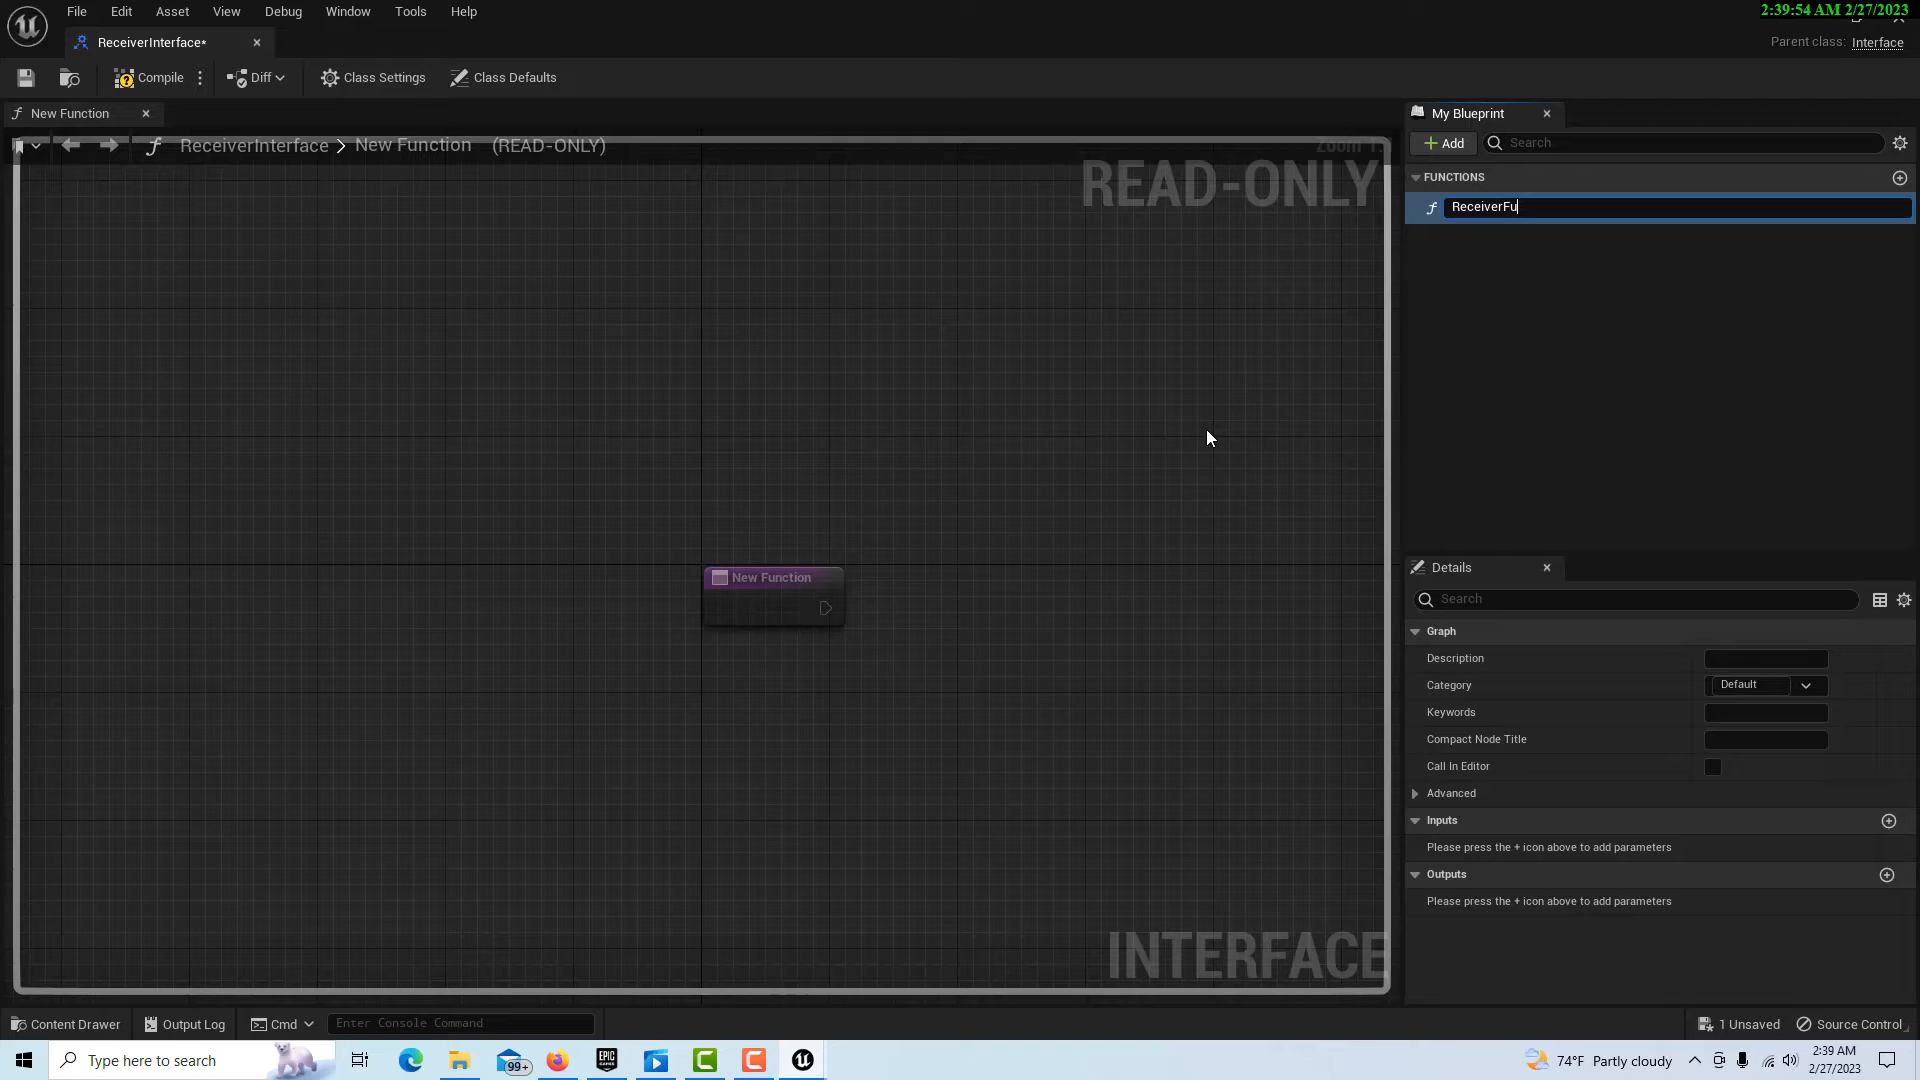 File Edit Asset View Debug Window Tools Help
2:39:54 AM 2/27/2023
ReceiverInterface*
Parent class: Interface
Compile Diff Class Settings Class Defaults
New Function
My Blueprint
ReceiverInterface > New Function (READ-ONLY)
Zoom 1:
READ-ONLY
Add Search
FUNCTIONS
ReceiverFu
New Function
Details
Search
Graph
Description
Category Default
Keywords
Compact Node Title
Call In Editor
Advanced
Inputs
Please press the + icon above to add parameters
Outputs
Please press the + icon above to add parameters
INTERFACE
Content Drawer Output Log Cmd Enter Console Command
1 Unsaved Source Control
Type here to search
99+
EPIC GAMES
74°F Partly cloudy
2:39 AM
2/27/2023